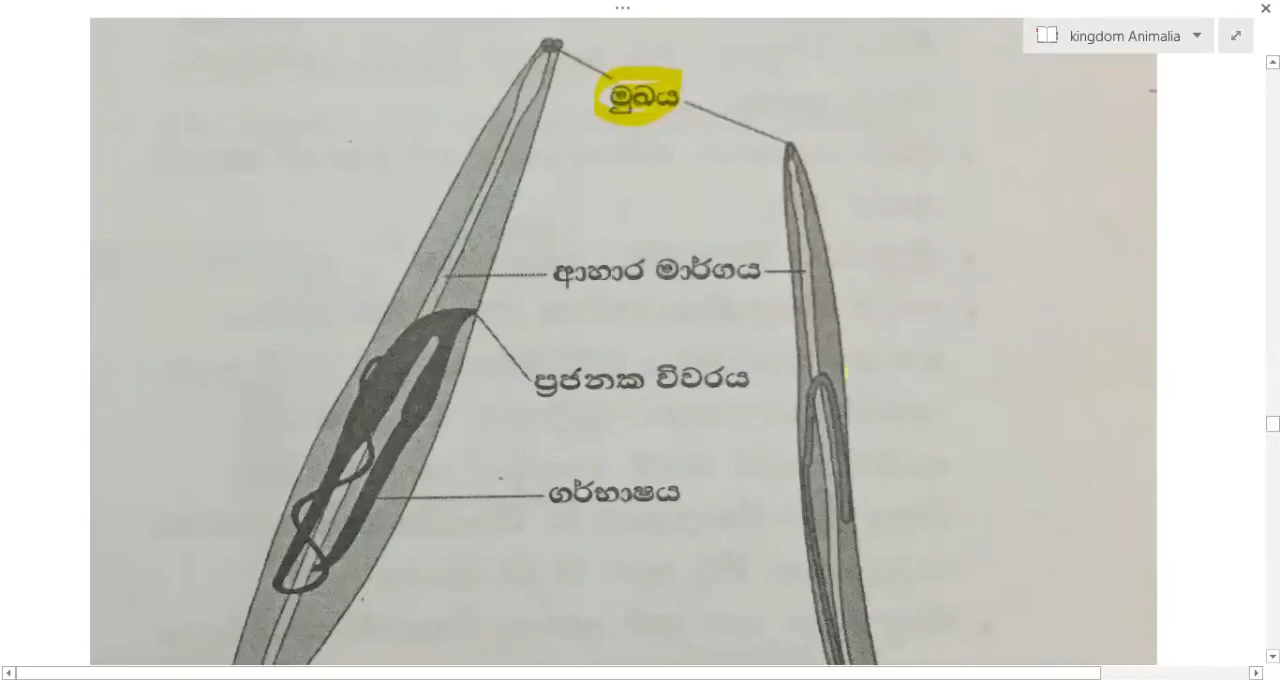 kingdom Animalia
මුඛය
ආහාර මාර්ගය
ප්‍රජනක විවරය
ගර්භාෂය